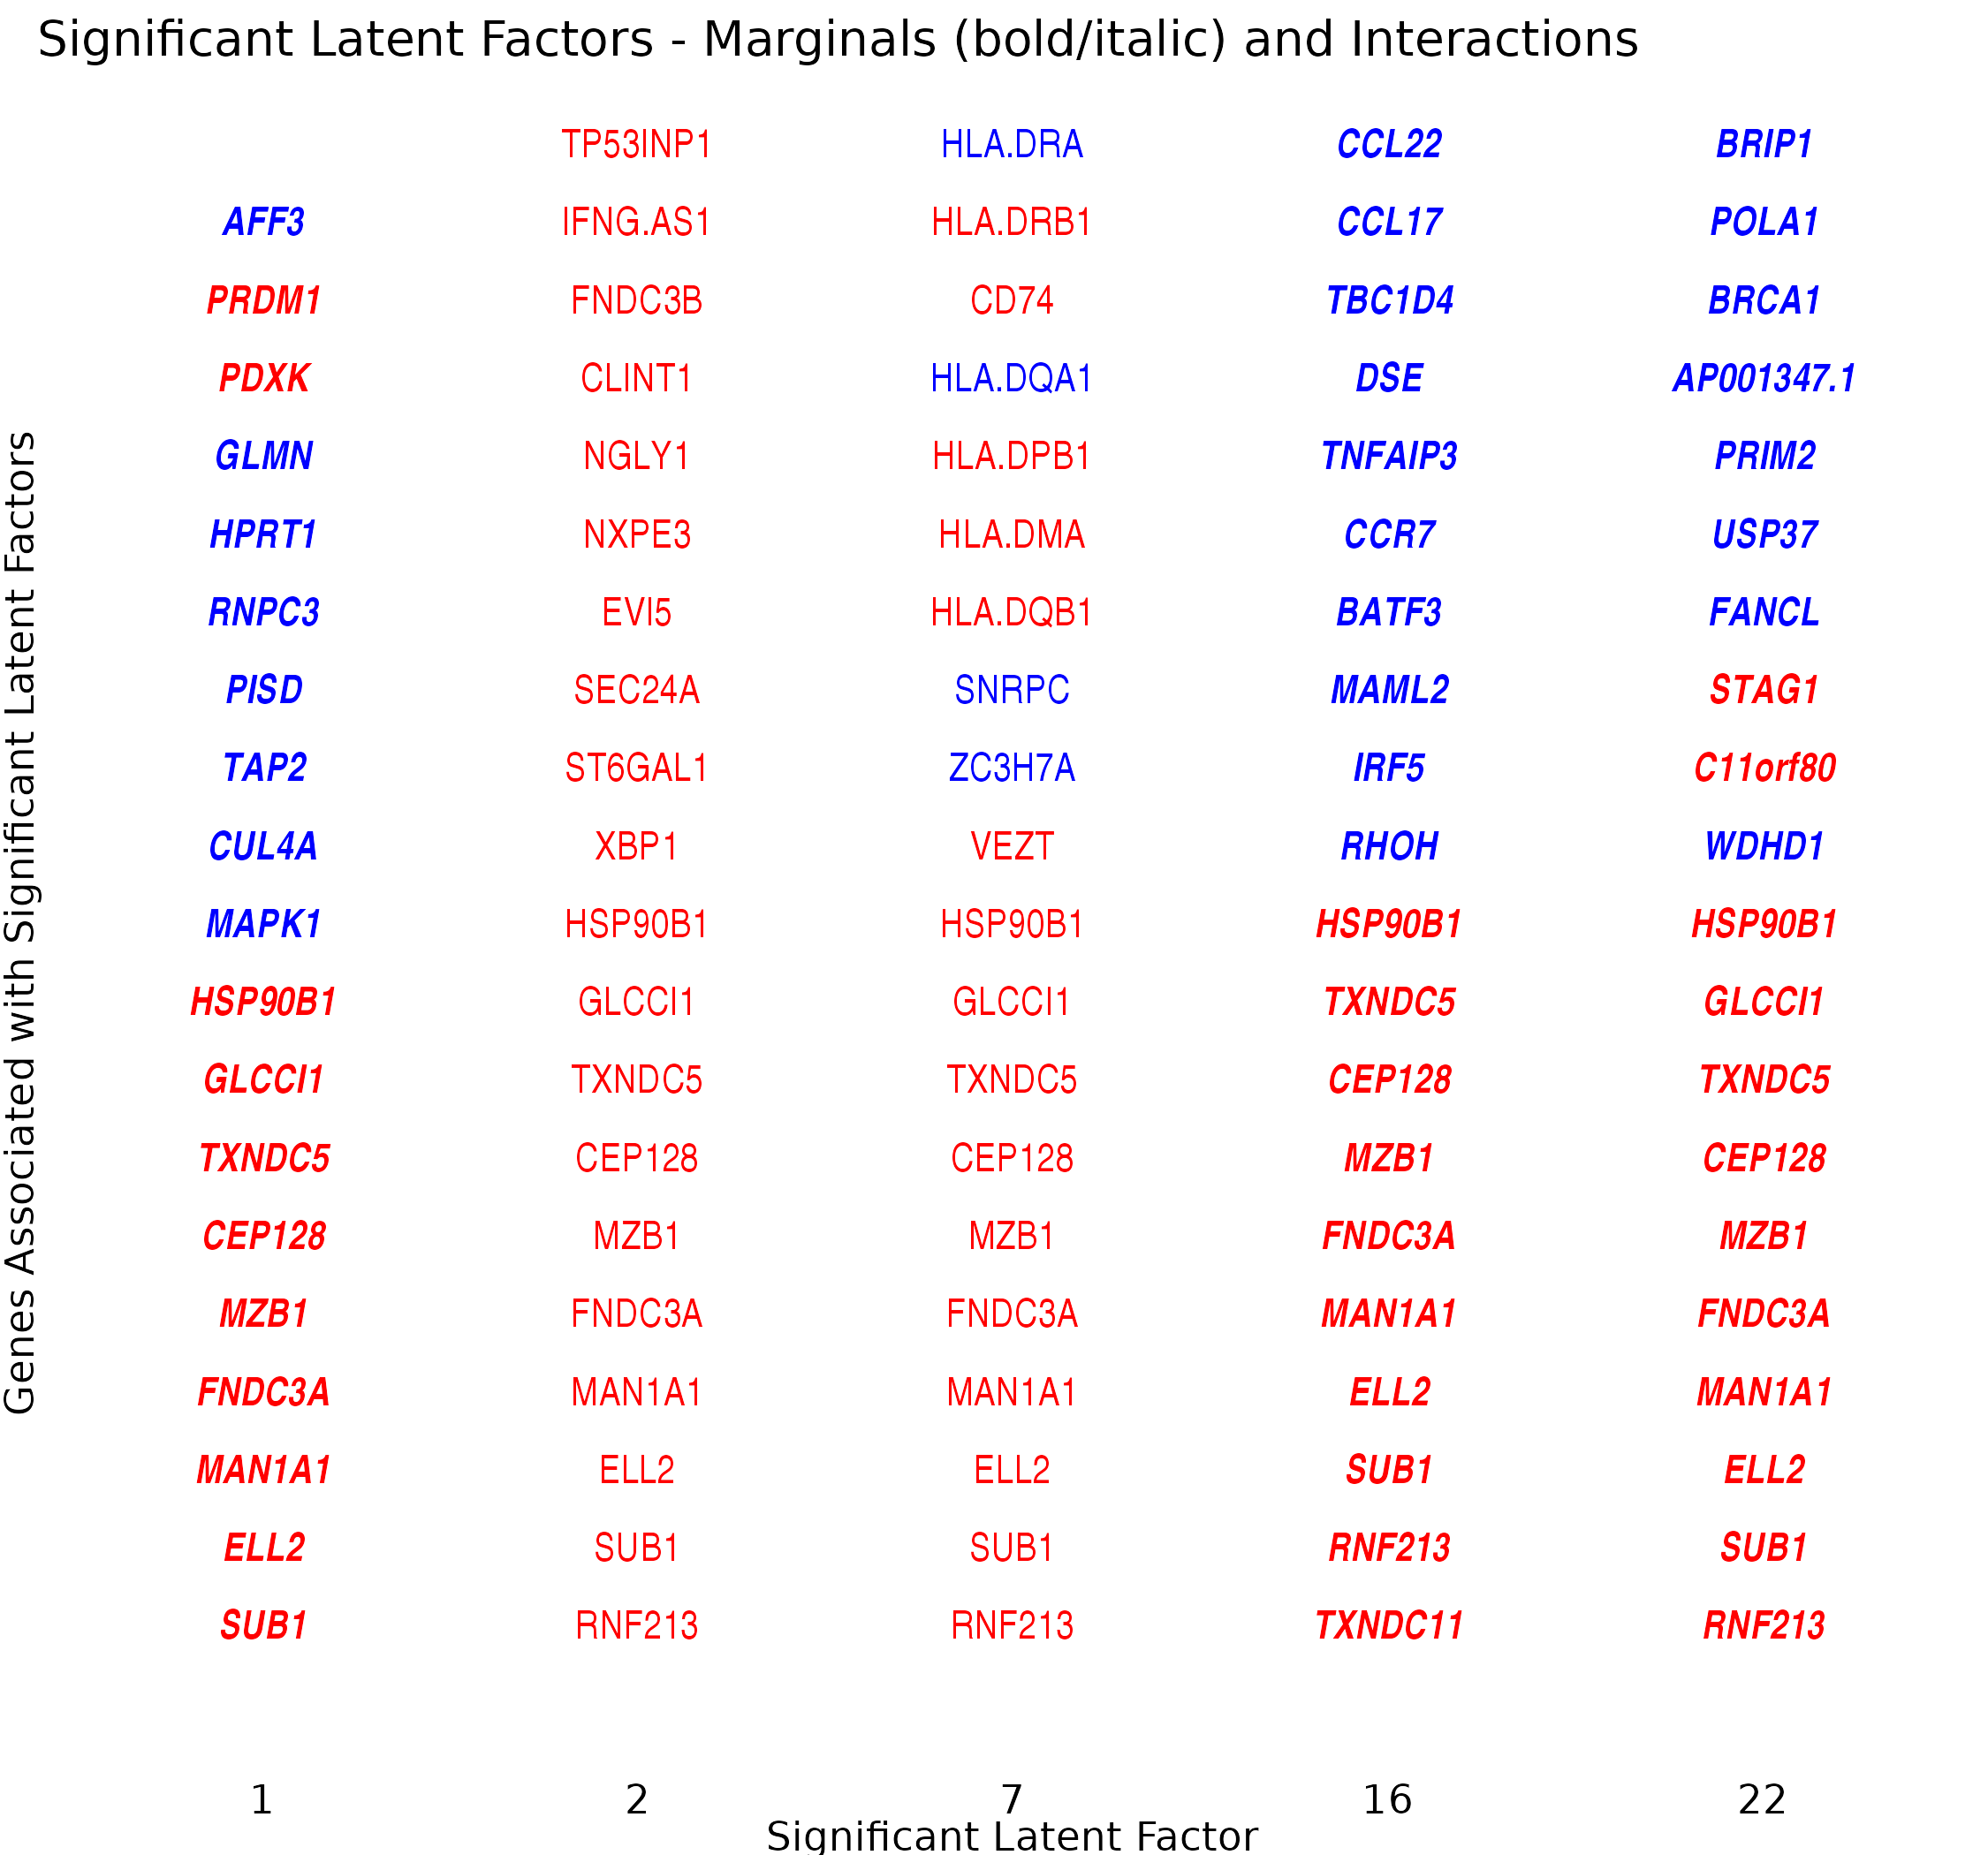 Significant Latent Factors - Marginals (bold/italic) and Interactions
Genes Associated with Significant Latent Factors
TP53INP1 HLA.DRA CCL22 BRIP1
AFF3 IFNG.AS1 HLA.DRB1 CCL17 POLA1
PRDM1 FNDC3B CD74 TBC1D4 BRCA1
PDXK CLINT1 HLA.DQA1 DSE AP001347.1
GLMN NGLY1 HLA.DPB1 TNFAIP3 PRIM2
HPRT1 NXPE3 HLA.DMA CCR7 USP37
RNPC3 EVI5 HLA.DQB1 BATF3 FANCL
PISD SEC24A SNRPC MAML2 STAG1
TAP2 ST6GAL1 ZC3H7A IRF5 C11orf80
CUL4A XBP1 VEZT RHOH WDHD1
MAPK1 HSP90B1 HSP90B1 HSP90B1 HSP90B1
HSP90B1 GLCCI1 GLCCI1 TXNDC5 GLCCI1
GLCCI1 TXNDC5 TXNDC5 CEP128 TXNDC5
TXNDC5 CEP128 CEP128 MZB1 CEP128
CEP128 MZB1 MZB1 FNDC3A MZB1
MZB1 FNDC3A FNDC3A MAN1A1 FNDC3A
FNDC3A MAN1A1 MAN1A1 ELL2 MAN1A1
MAN1A1 ELL2 ELL2 SUB1 ELL2
ELL2 SUB1 SUB1 RNF213 SUB1
SUB1 RNF213 RNF213 TXNDC11 RNF213
1 2 7 16 22
Significant Latent Factor